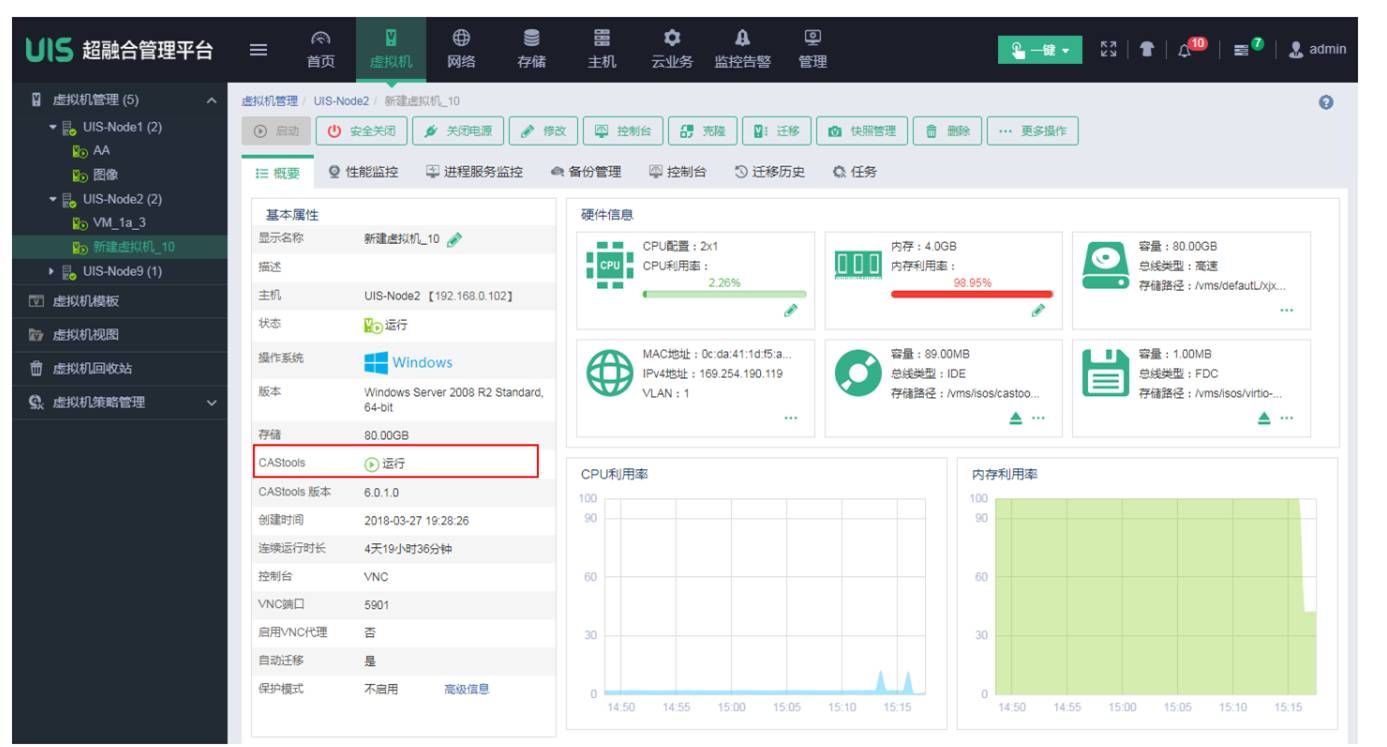 UIS 超融合管理平台
首页
虚拟机
网络
存储
主机
云业务
监控告警
管理
一键
10
7
admin
虚拟机管理 (5)
UIS-Node1 (2)
AA
图像
UIS-Node2 (2)
VM_1a_3
新建虚拟机_10
UIS-Node9 (1)
虚拟机模板
虚拟机视图
虚拟机回收站
虚拟机策略管理
虚拟机管理 / UIS-Node2 / 新建虚拟机_10
启动
安全关闭
关闭电源
修改
控制台
克隆
迁移
快照管理
删除
更多操作
概要
性能监控
进程服务监控
备份管理
控制台
迁移历史
任务
基本属性
显示名称 新建虚拟机_10
描述
主机 UIS-Node2 【192.168.0.102】
状态 运行
操作系统 Windows
版本 Windows Server 2008 R2 Standard,
64-bit
存储 80.00GB
CAStools 运行
CAStools 版本 6.0.1.0
创建时间 2018-03-27 19:28:26
连续运行时长 4天19小时36分钟
控制台 VNC
VNC端口 5901
启用VNC代理 否
自动迁移 是
保护模式 不启用 高级信息
硬件信息
CPU
CPU配置：2x1
CPU利用率：
2.26%
内存：4.0GB
内存利用率：
98.95%
容量：80.00GB
总线类型：高速
存储路径：/vms/defautL/xjx...
...
MAC地址：0c:da:41:1d:f5:a...
IPv4地址：169.254.190.119
VLAN：1
...
容量：89.00MB
总线类型：IDE
存储路径：/vms/isos/castoo...
...
容量：1.00MB
总线类型：FDC
存储路径：/vms/isos/virtio-...
...
CPU利用率
100
90
60
30
0
14:50 14:55 15:00 15:05 15:10 15:15
内存利用率
100
90
60
30
0
14:50 14:55 15:00 15:05 15:10 15:15